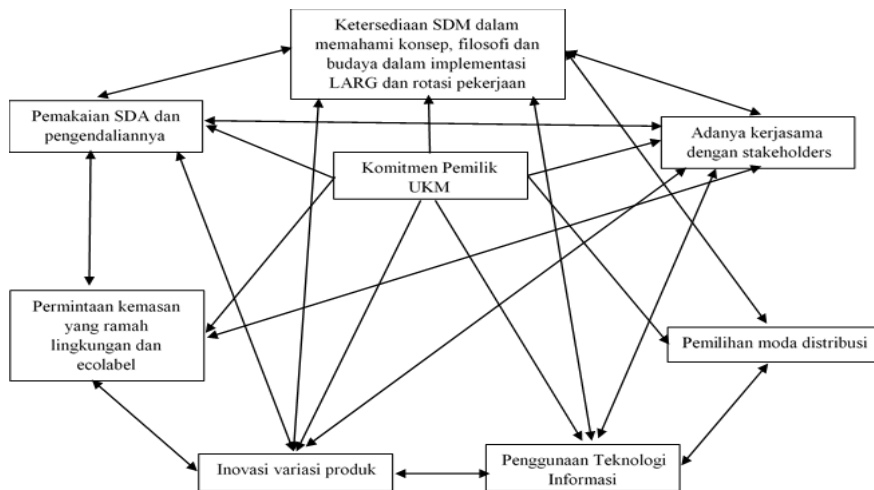 Ketersediaan SDM dalam
memahami konsep, filosofi dan
budaya dalam implementasi
LARG dan rotasi pekerjaan
Pemakaian SDA dan
pengendaliannya
Adanya kerjasama
dengan stakeholders
Komitmen Pemilik
UKM
Permintaan kemasan
yang ramah
lingkungan dan
ecolabel
Pemilihan moda distribusi
Inovasi variasi produk
Penggunaan Teknologi
Informasi